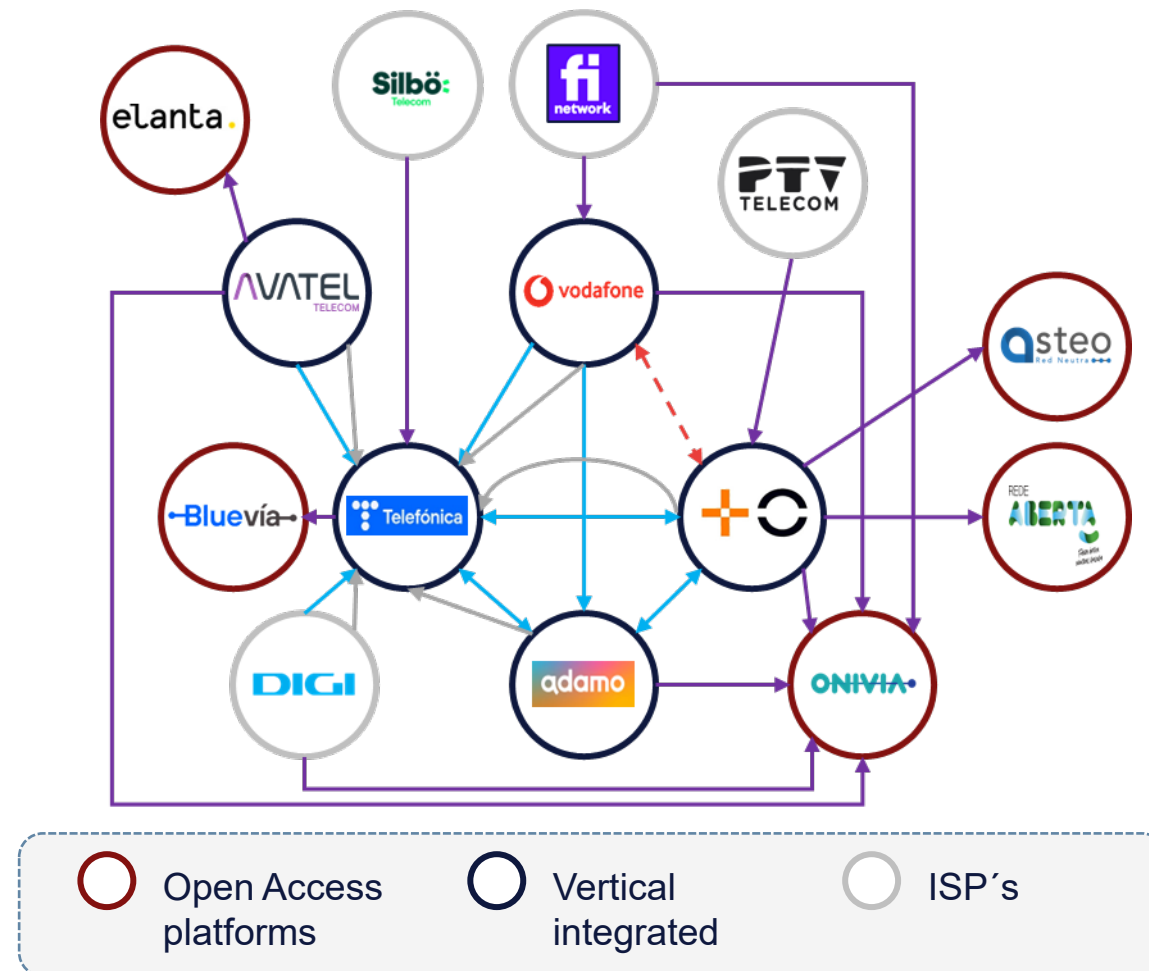 elanta.
Silbö:
Telecom
fi
network
PTV
TELECOM
AVATEL
TELECOM
vodafone
asteo
Red Neutra
Bluevía
Telefónica
REDE
ABERTA
DIGI
adamo
ONIVIA
Open Access
platforms
Vertical
integrated
ISP´s